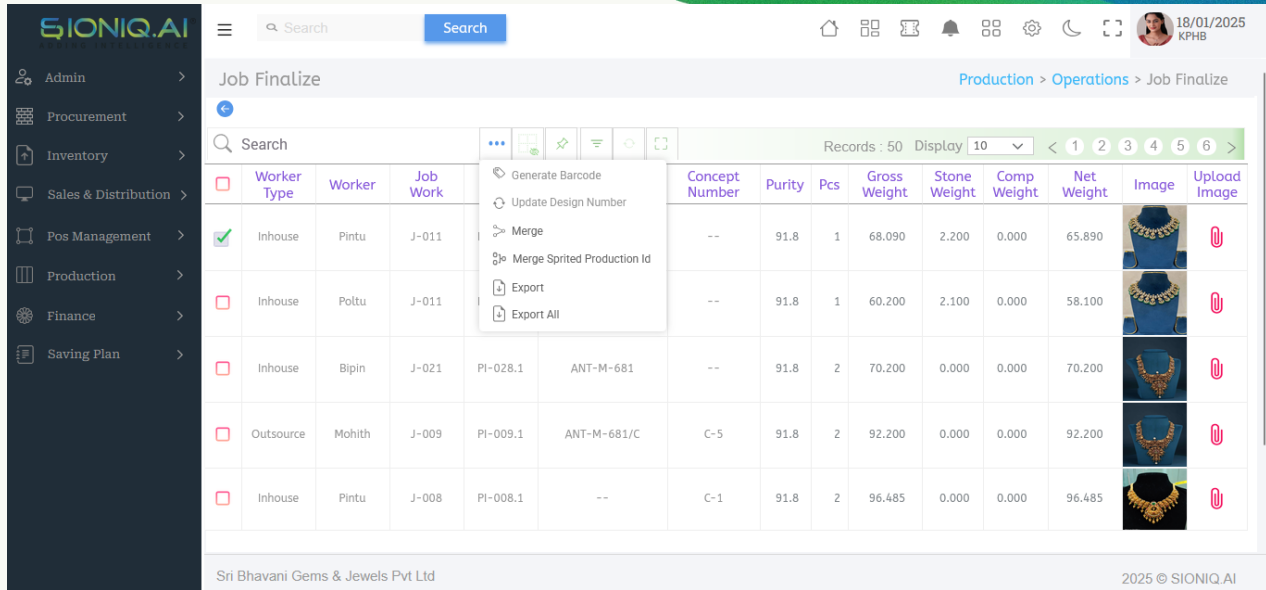 SIONIQ.AI
Search
Search
18/01/2025
KPHB
Admin
Procurement
Inventory
Sales & Distribution
Pos Management
Production
Finance
Saving Plan
Job Finalize
Production > Operations > Job Finalize
Search
Records : 50 Display 10 < 1 2 3 4 5 6 >
Worker Type Worker Job Work Concept Number Purity Pcs Gross Weight Stone Weight Comp Weight Net Weight Image Upload Image
Generate Barcode
Update Design Number
Merge
Merge Sprited Production Id
Export
Export All
Inhouse Pintu J-011 -- 91.8 1 68.090 2.200 0.000 65.890
Inhouse Poltu J-011 -- 91.8 1 60.200 2.100 0.000 58.100
Inhouse Bipin J-021 PI-028.1 ANT-M-681 -- 91.8 2 70.200 0.000 0.000 70.200
Outsource Mohith J-009 PI-009.1 ANT-M-681/C C-5 91.8 2 92.200 0.000 0.000 92.200
Inhouse Pintu J-008 PI-008.1 -- C-1 91.8 2 96.485 0.000 0.000 96.485
Sri Bhavani Gems & Jewels Pvt Ltd
2025 © SIONIQ.AI